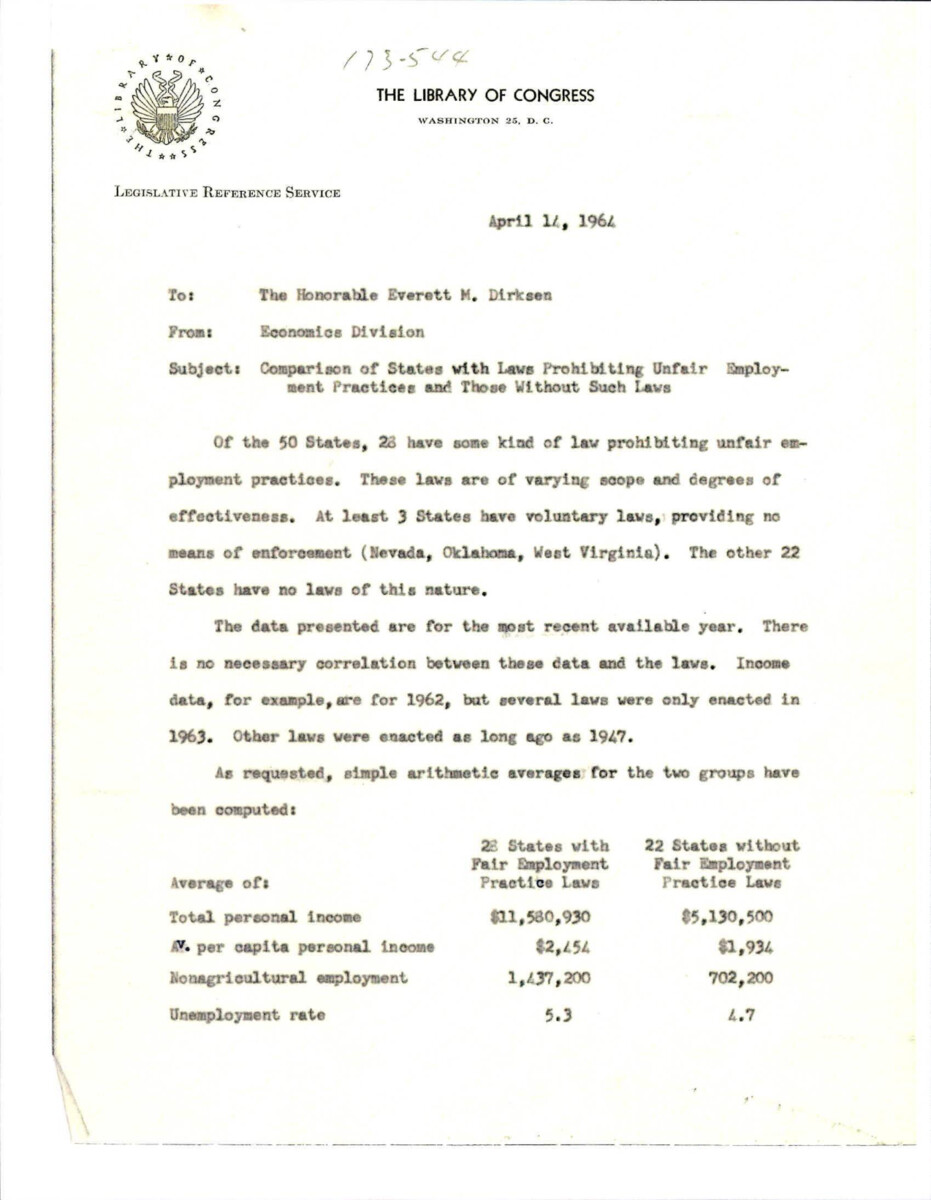 173-544
THE LIBRARY OF CONGRESS
THE LIBRARY OF CONGRESS
WASHINGTON 25, D. C.
LEGISLATIVE REFERENCE SERVICE
April 14, 1964
To: The Honorable Everett M. Dirksen
From: Economics Division
Subject: Comparison of States with Laws Prohibiting Unfair Employ-
ment Practices and Those Without Such Laws
Of the 50 States, 28 have some kind of law prohibiting unfair em-
ployment practices. These laws are of varying scope and degrees of
effectiveness. At least 3 States have voluntary laws, providing no
means of enforcement (Nevada, Oklahoma, West Virginia). The other 22
States have no laws of this nature.
The data presented are for the most recent available year. There
is no necessary correlation between these data and the laws. Income
data, for example, are for 1962, but several laws were only enacted in
1963. Other laws were enacted as long ago as 1947.
As requested, simple arithmetic averages for the two groups have
been computed:
28 States with 22 States without
Fair Employment Fair Employment
Average of: Practice Laws Practice Laws
Total personal income $11,580,930 $5,130,500
Av. per capita personal income $2,454 $1,934
Nonagricultural employment 1,437,200 702,200
Unemployment rate 5.3 4.7